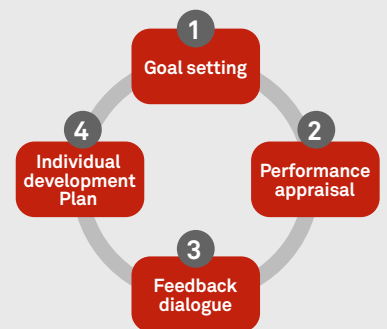 1
Goal setting
2
Performance
appraisal
3
Feedback
dialogue
4
Individual
development
Plan